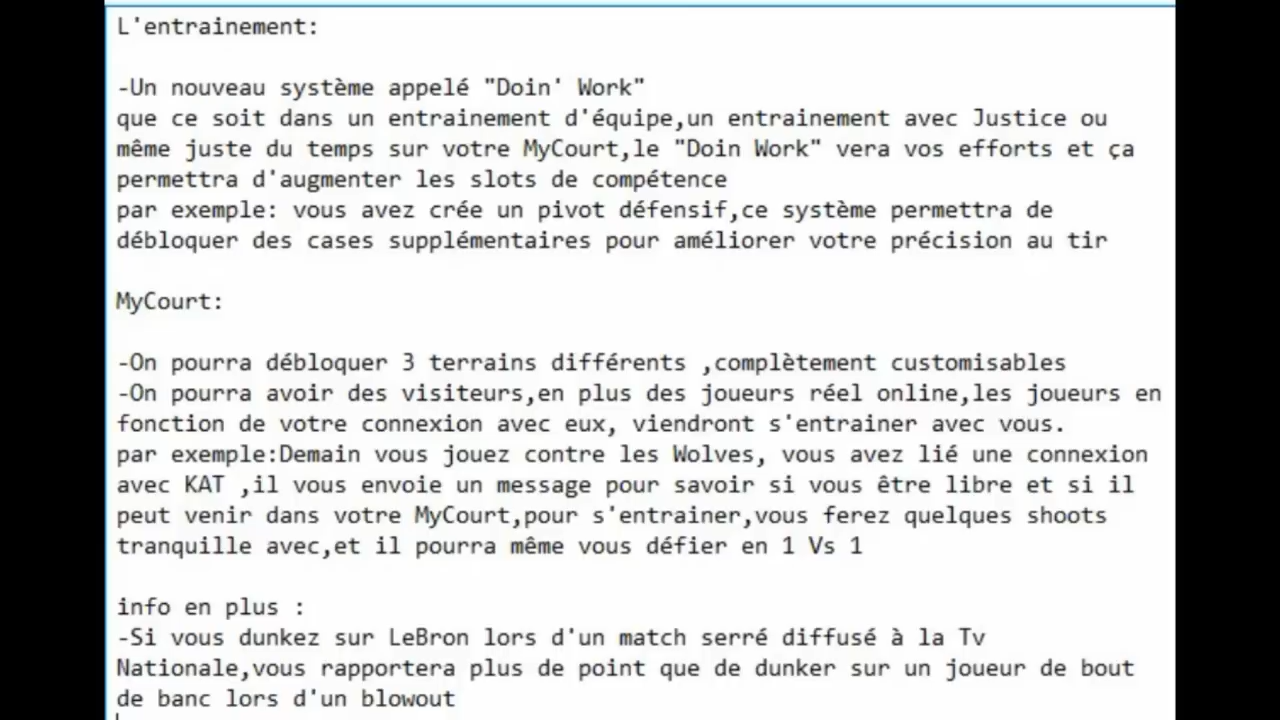 L'entrainement:
-Un nouveau système appelé "Doin' Work"
que ce soit dans un entrainement d'équipe,un entrainement avec Justice ou
même juste du temps sur votre MyCourt,le "Doin Work" vera vos efforts et ça
permettra d'augmenter les slots de compétence
par exemple: vous avez crée un pivot défensif,ce système permettra de
débloquer des cases supplémentaires pour améliorer votre précision au tir
MyCourt:
-On pourra débloquer 3 terrains différents ,complètement customisables
-On pourra avoir des visiteurs,en plus des joueurs réel online,les joueurs en
fonction de votre connexion avec eux, viendront s'entrainer avec vous.
par exemple:Demain vous jouez contre les Wolves, vous avez lié une connexion
avec KAT ,il vous envoie un message pour savoir si vous être libre et si il
peut venir dans votre MyCourt,pour s'entrainer,vous ferez quelques shoots
tranquille avec,et il pourra même vous défier en 1 Vs 1
info en plus :
-Si vous dunkez sur LeBron lors d'un match serré diffusé à la Tv
Nationale,vous rapportera plus de point que de dunker sur un joueur de bout
de banc lors d'un blowout